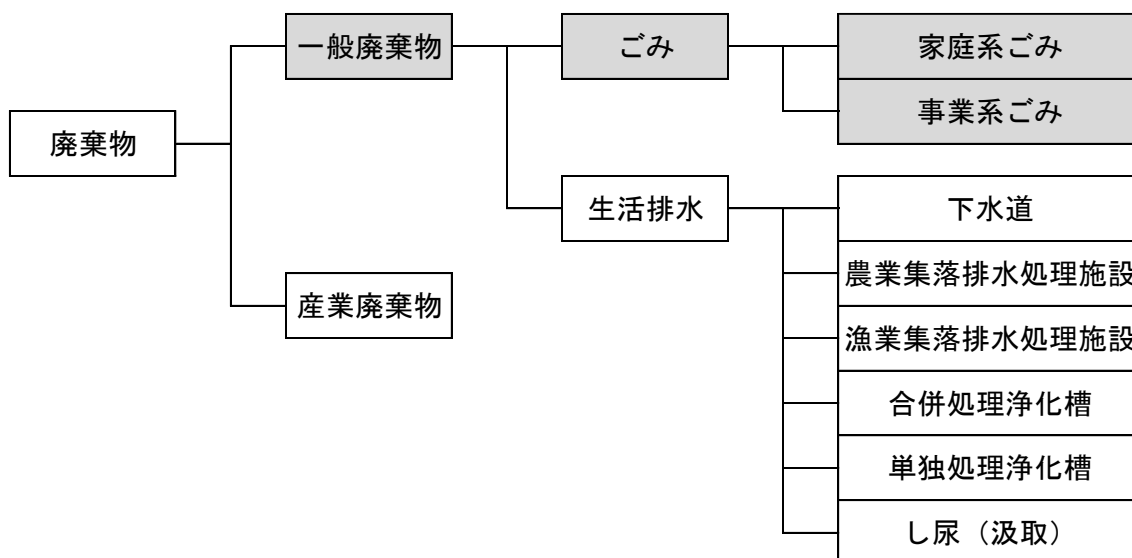 一般廃棄物
ごみ
家庭系ごみ
事業系ごみ
廃棄物
生活排水
下水道
農業集落排水処理施設
産業廃棄物
漁業集落排水処理施設
合併処理浄化槽
単独処理浄化槽
し尿（汲取）